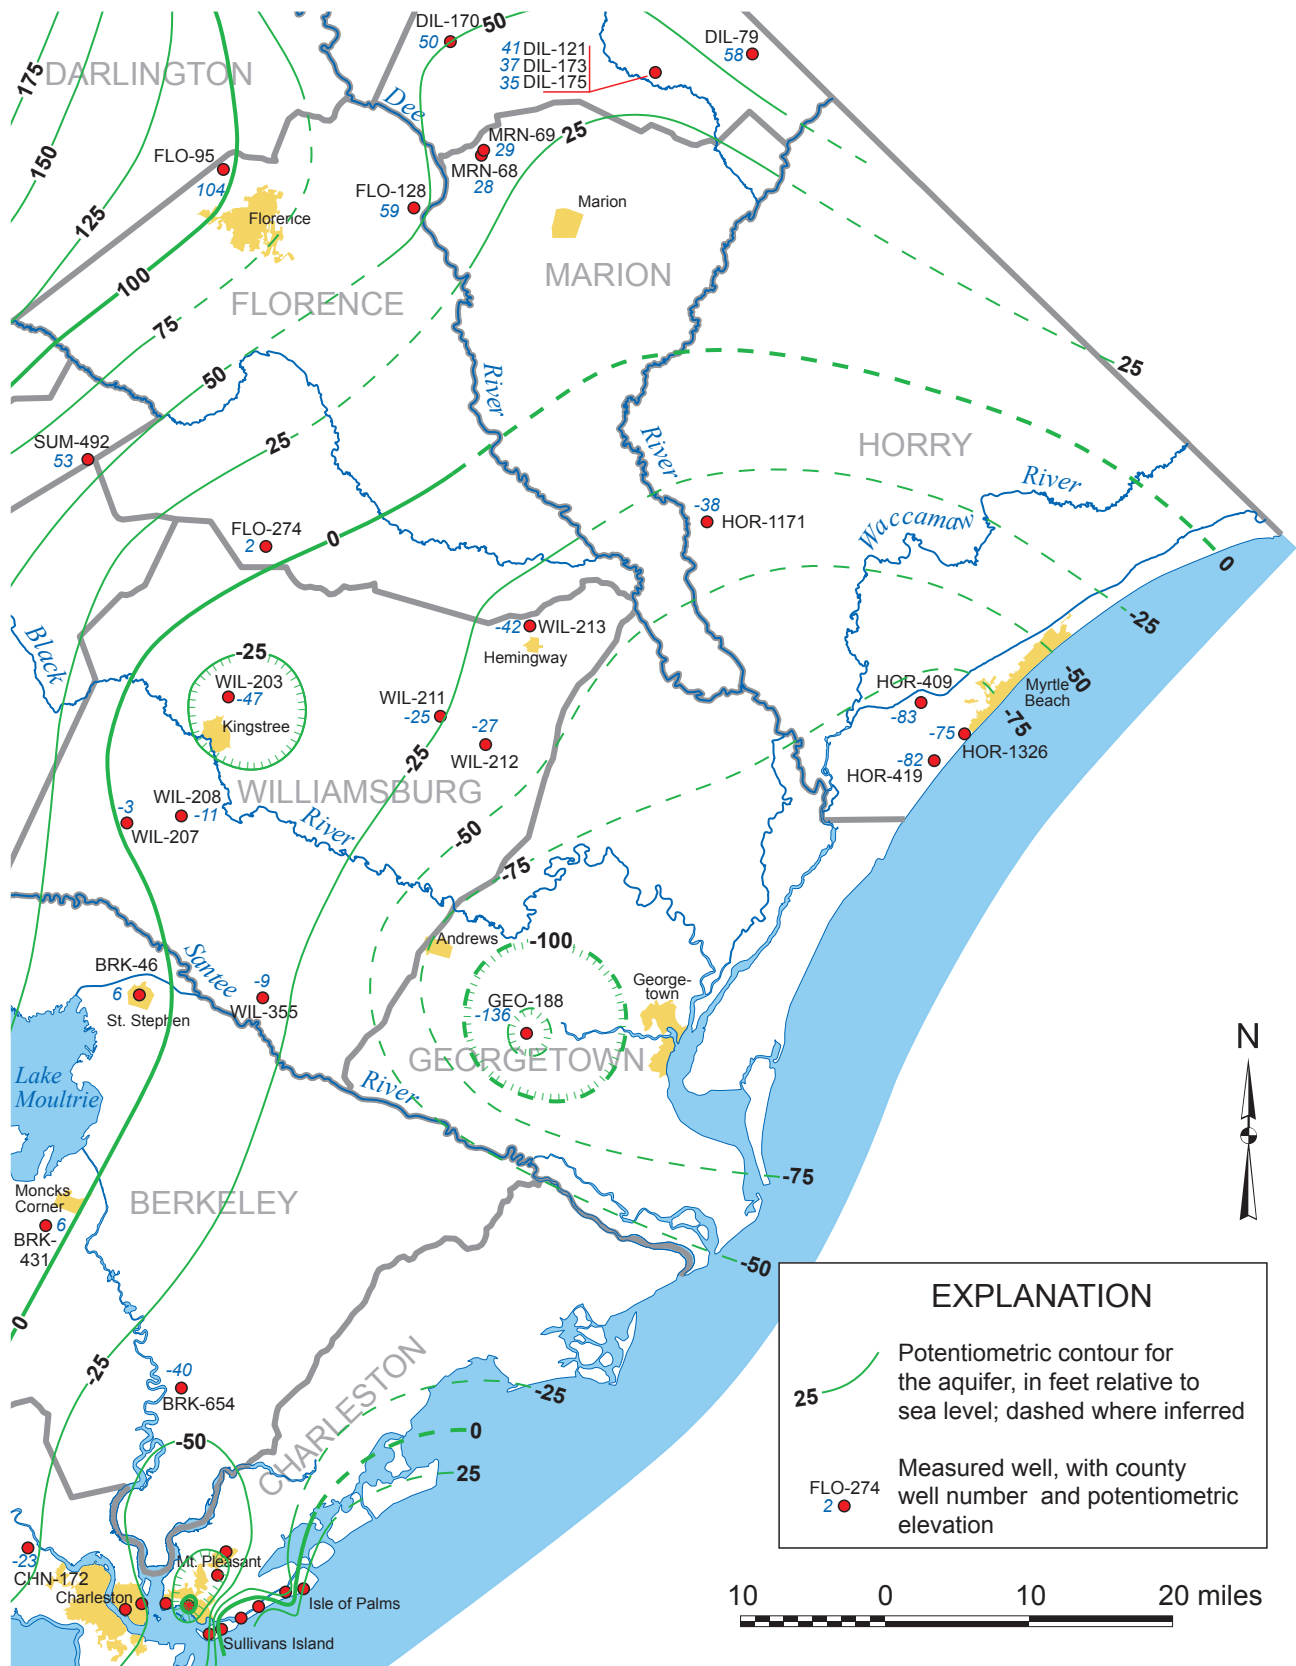 DIL-170
50
50
41 DIL-121
37 DIL-173
35 DIL-175
DIL-79
58
175
DARLINGTON
Dee
MRN-69
29
25
150
FLO-95
104
MRN-68
28
FLO-128
59
Marion
Florence
125
MARION
100
FLORENCE
75
50
River
25
25
SUM-492
53
River
HORRY
River
-38
HOR-1171
Waccamaw
FLO-274
2
0
0
-25
Black
-42
WIL-213
Hemingway
-25
WIL-203
-47
Kingstree
WIL-211
-25
-27
WIL-212
-25
HOR-409
-83
-50
Myrtle
Beach
-75
-75
HOR-1326
-82
HOR-419
WILLIAMSBURG
WIL-208
-11
-3
WIL-207
River
-50
-75
Andrews
-100
Santee
BRK-46
6
St. Stephen
-9
WIL-355
George-
town
GEO-188
-136
GEORGETOWN
N
Lake
Moultrie
River
-75
Moncks
Corner
6
BRK-
431
BERKELEY
-50
0
-25
-40
BRK-654
CHARLESTON
-25
0
25
-50
-23
CHN-172
Mt. Pleasant
Charleston
Isle of Palms
Sullivans Island
EXPLANATION
25
Potentiometric contour for
the aquifer, in feet relative to
sea level; dashed where inferred
FLO-274
2
Measured well, with county
well number and potentiometric
elevation
10 0 10 20 miles